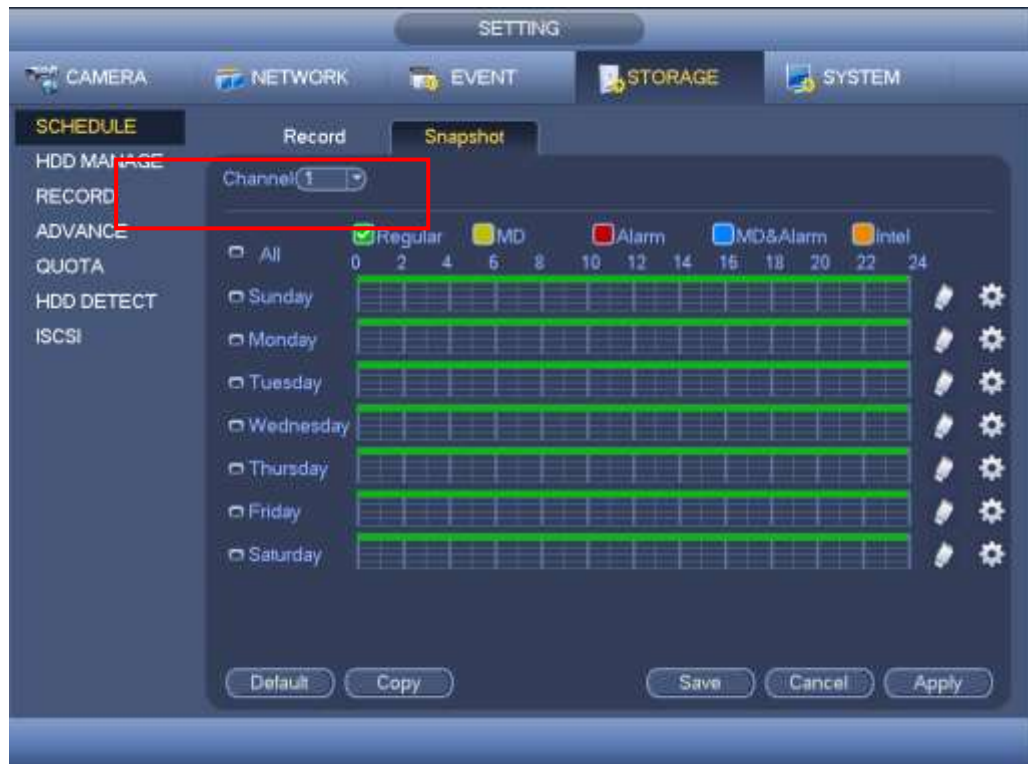 SETTING
CAMERA NETWORK EVENT STORAGE SYSTEM
SCHEDULE
HDD MANAGE
RECORD
ADVANCE
QUOTA
HDD DETECT
ISCSI
Record Snapshot
Channel 1
Regular MD Alarm MD&Alarm Intel
All
0 2 4 6 8 10 12 14 16 18 20 22 24
Sunday
Monday
Tuesday
Wednesday
Thursday
Friday
Saturday
Default Copy Save Cancel Apply